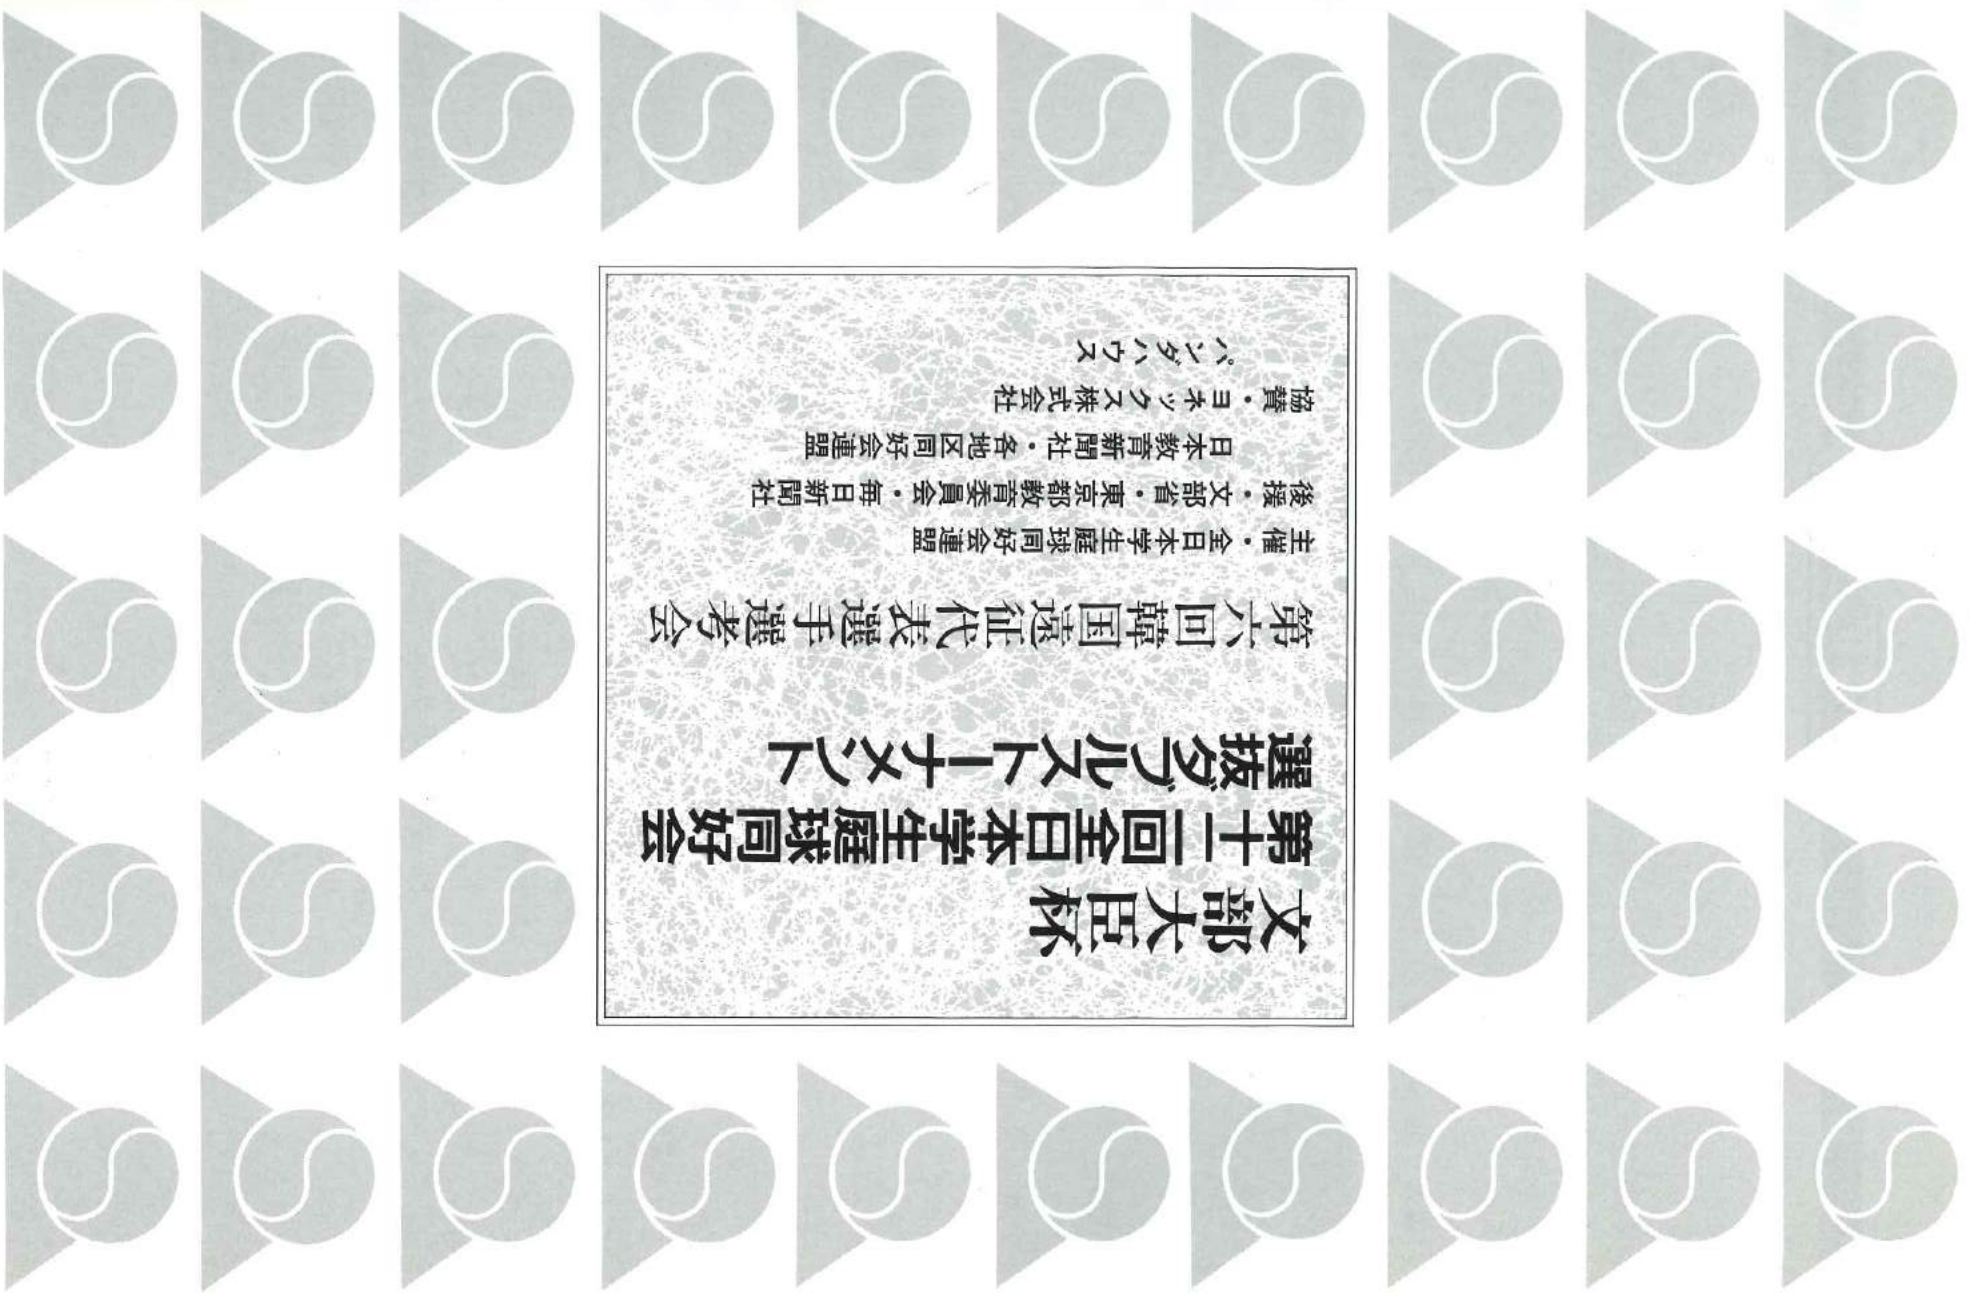 文部大臣杯
第十二回全日本学生庭球同好会
選抜ダブルストーナメント
第六回韓国遠征代表選手選考会
主催・全日本学生庭球同好会連盟
後援・文部省・東京都教育委員会・毎日新聞社
日本教育新聞社・各地区同好会連盟
協賛・ヨネックス株式会社
ペンダハウス